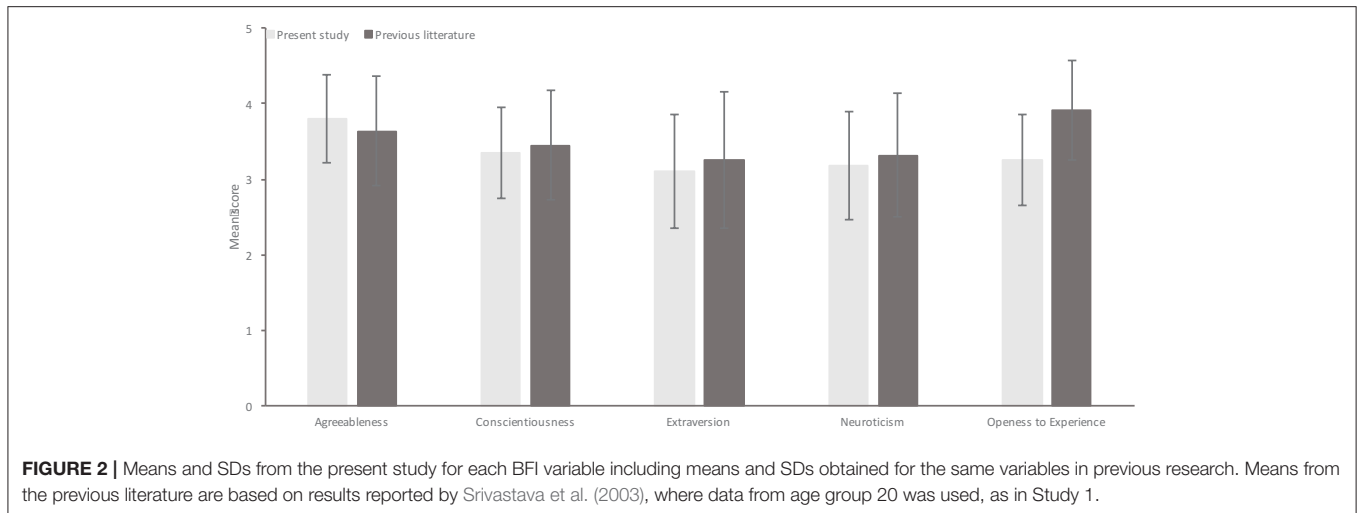 5
Present study Previous litterature
4
3
Mean Score
2
1
0
Agreeableness Conscientiousness Extraversion Neuroticism Openess to Experience
FIGURE 2 | Means and SDs from the present study for each BFI variable including means and SDs obtained for the same variables in previous research. Means from
the previous literature are based on results reported by Srivastava et al. (2003), where data from age group 20 was used, as in Study 1.